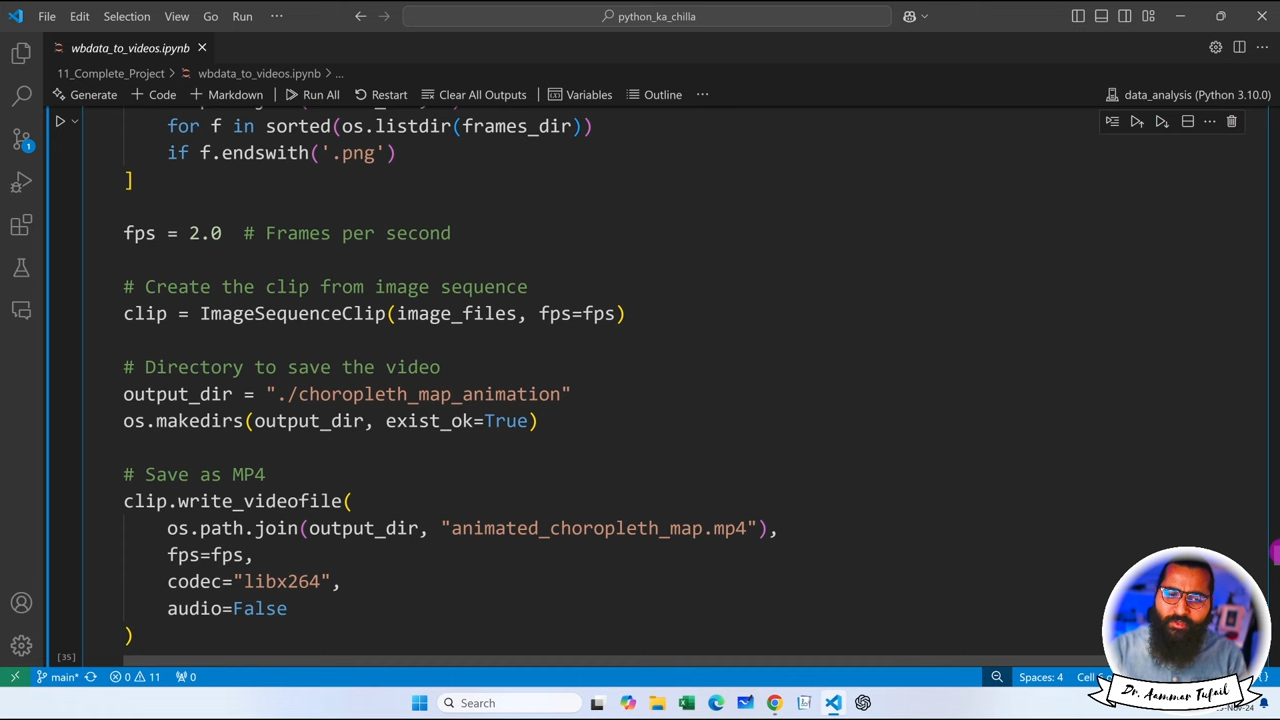 File Edit Selection View Go Run ··· python_ka_chilla
wbdata_to_videos.ipynb
11_Complete_Project > wbdata_to_videos.ipynb > ...
Generate + Code + Markdown Run All Restart Clear All Outputs Variables Outline ··· data_analysis (Python 3.10.0)
for f in sorted(os.listdir(frames_dir))
if f.endswith('.png')
]
fps = 2.0  # Frames per second
# Create the clip from image sequence
clip = ImageSequenceClip(image_files, fps=fps)
# Directory to save the video
output_dir = "./choropleth_map_animation"
os.makedirs(output_dir, exist_ok=True)
# Save as MP4
clip.write_videofile(
os.path.join(output_dir, "animated_choropleth_map.mp4"),
fps=fps,
codec="libx264",
audio=False
)
[35]
main* 0 11 0 Spaces: 4
Dr. Aammar Tufail
Search